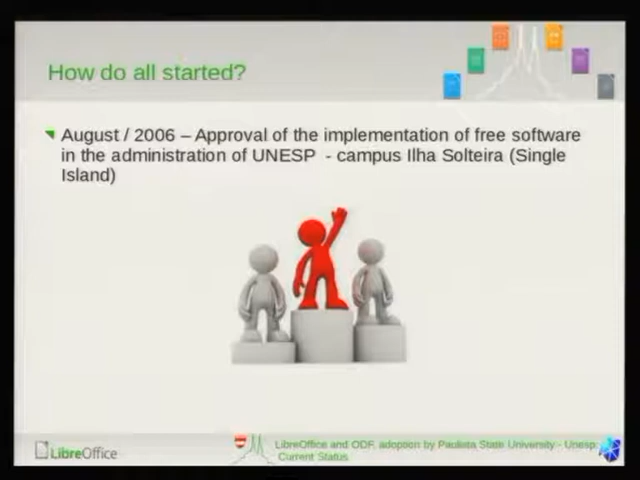 How do all started?
August / 2006 – Approval of the implementation of free software
in the administration of UNESP - campus Ilha Solteira (Single
Island)
LibreOffice
LibreOffice and ODF adoption by Paulista State University - Unesp:
Current Status